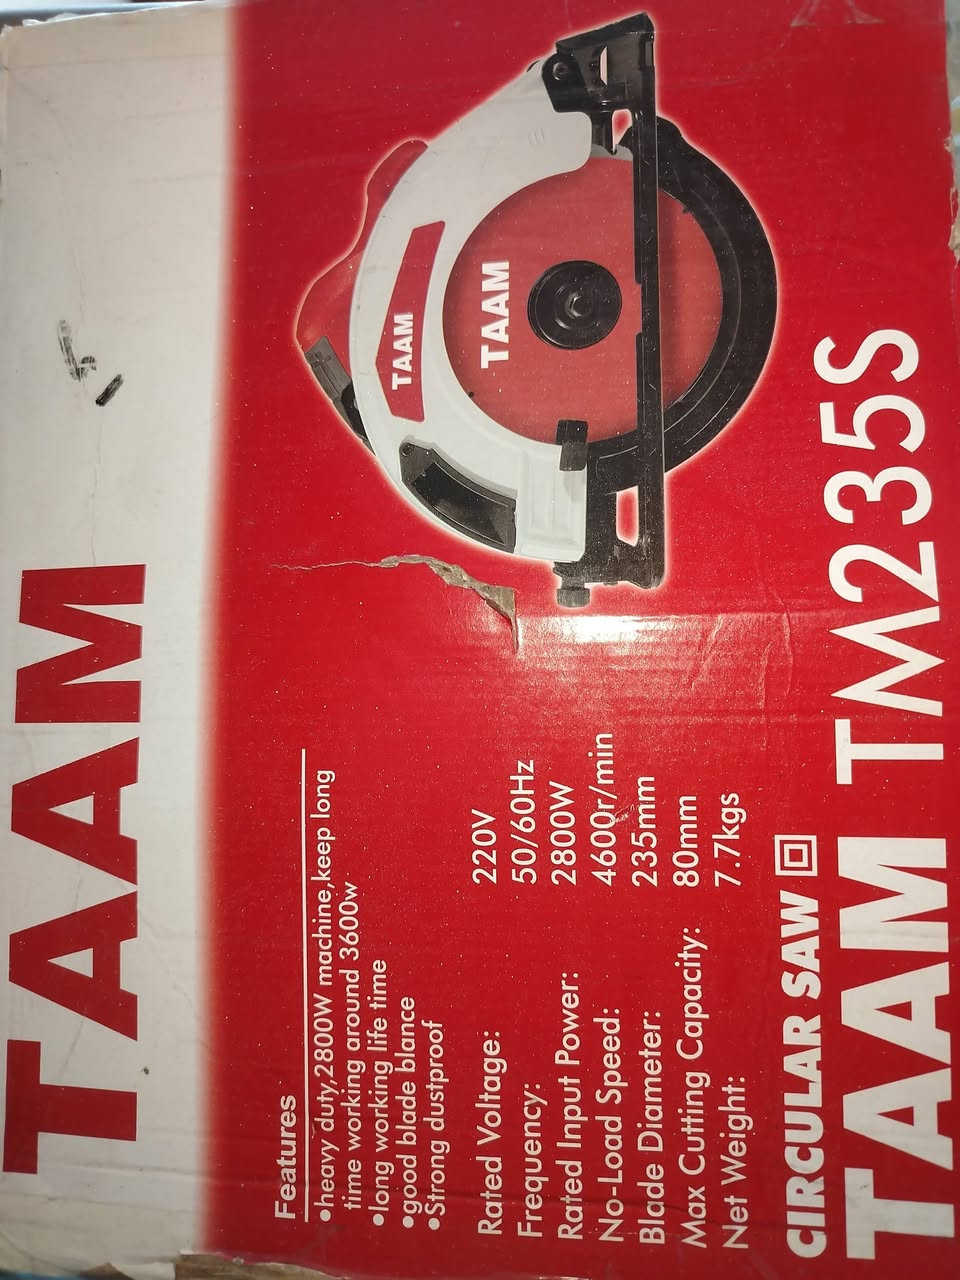 TAAM
TAAM
TAAM
Features
•heavy duty,2800W machine,keep long
time working around 3600w
•long working life time
•good blade blance
•Strong dustproof
Rated Voltage: 220V
Frequency: 50/60Hz
Rated Input Power: 2800W
No-Load Speed: 4600r/min
Blade Diameter: 235mm
Max Cutting Capacity: 80mm
Net Weight: 7.7kgs
CIRCULAR SAW
TAAM TM235S